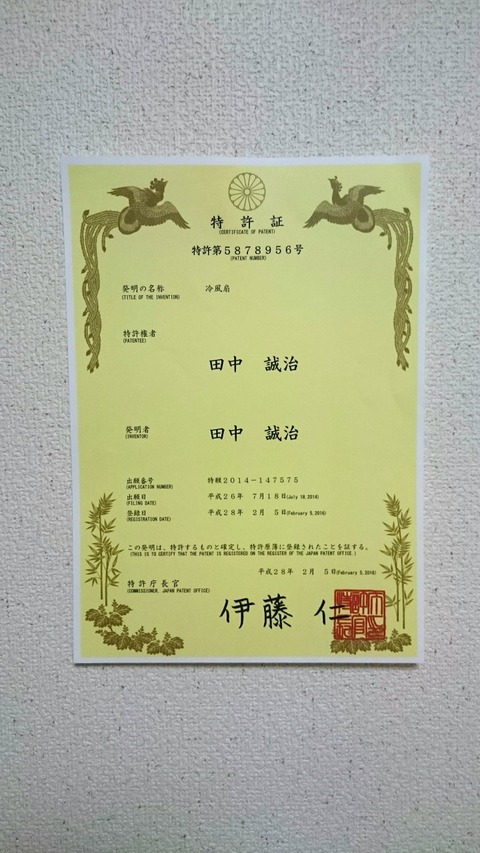 特許証
(CERTIFICATE OF PATENT)
特許第5878956号
(PATENT NUMBER)
発明の名称 冷風扇
(TITLE OF THE INVENTION)
特許権者
(PATENTEE)
田中 誠治
発明者 田中 誠治
(INVENTOR)
出願番号 特願2014-147575
(APPLICATION NUMBER)
出願日 平成26年 7月18日(July 18,2014)
(FILING DATE)
登録日 平成28年 2月 5日(February 5,2016)
(REGISTRATION DATE)
この発明は、特許するものと確定し、特許原簿に登録されたことを証する。
(THIS IS TO CERTIFY THAT THE PATENT IS REGISTERED ON THE REGISTER OF THE JAPAN PATENT OFFICE.)
平成28年 2月 5日(February 5,2016)
特許庁長官
(COMMISSIONER, JAPAN PATENT OFFICE)
伊藤 仁